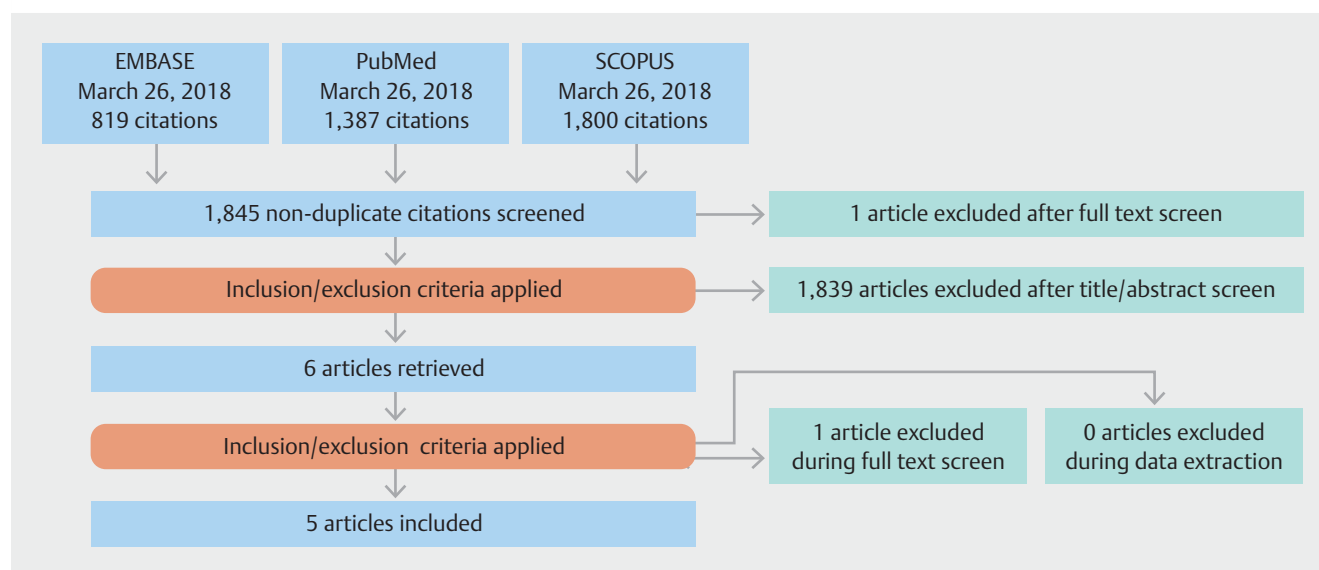 EMBASE
March 26, 2018
819 citations
PubMed
March 26, 2018
1,387 citations
SCOPUS
March 26, 2018
1,800 citations
1,845 non-duplicate citations screened
1 article excluded after full text screen
Inclusion/exclusion criteria applied
1,839 articles excluded after title/abstract screen
6 articles retrieved
Inclusion/exclusion criteria applied
1 article excluded
during full text screen
0 articles excluded
during data extraction
5 articles included